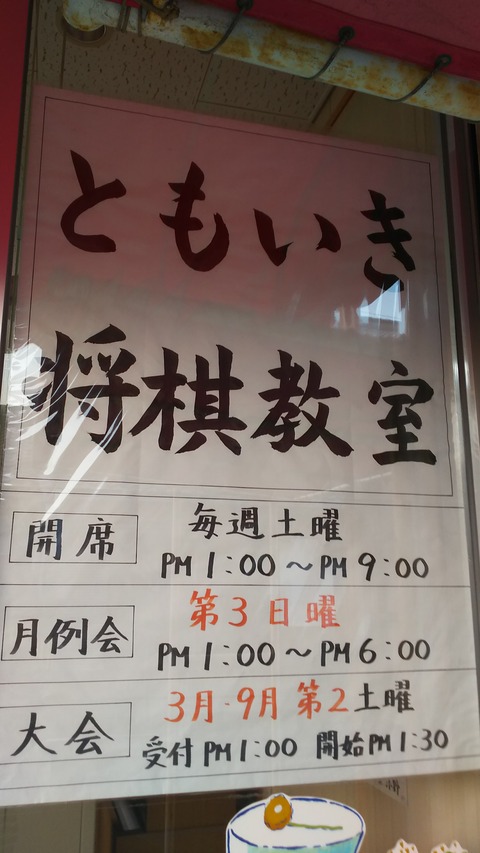 ともいき
将棋教室
開席
毎週土曜
PM 1:00～PM 9:00
月例会
第3日曜
PM 1:00～PM 6:00
大会
3月・9月 第2土曜
受付 PM 1:00 開始 PM 1:30